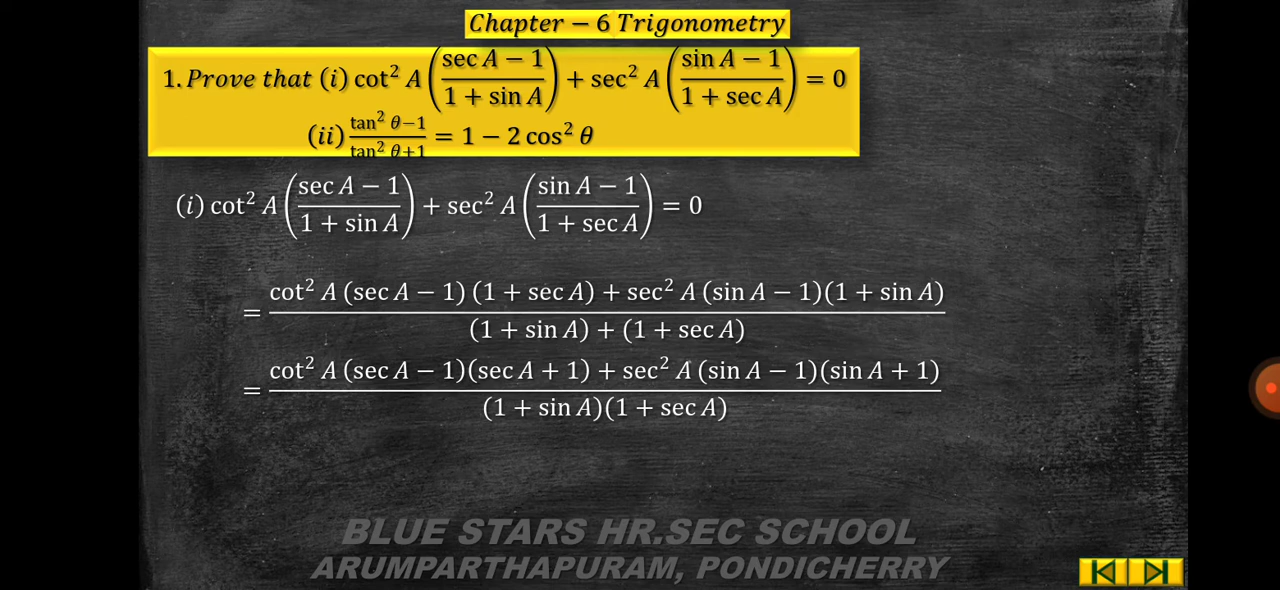 Chapter – 6 Trigonometry
1. Prove that (i) cot² A ((sec A − 1)/(1 + sin A)) + sec² A ((sin A − 1)/(1 + sec A)) = 0
(ii) (tan² θ−1)/(tan² θ+1) = 1 − 2 cos² θ
(i) cot² A ((sec A − 1)/(1 + sin A)) + sec² A ((sin A − 1)/(1 + sec A)) = 0
= (cot² A (sec A − 1) (1 + sec A) + sec² A (sin A − 1)(1 + sin A))/((1 + sin A) + (1 + sec A))
= (cot² A (sec A − 1)(sec A + 1) + sec² A (sin A − 1)(sin A + 1))/((1 + sin A)(1 + sec A))
BLUE STARS HR.SEC SCHOOL
ARUMPARTHAPURAM, PONDICHERRY